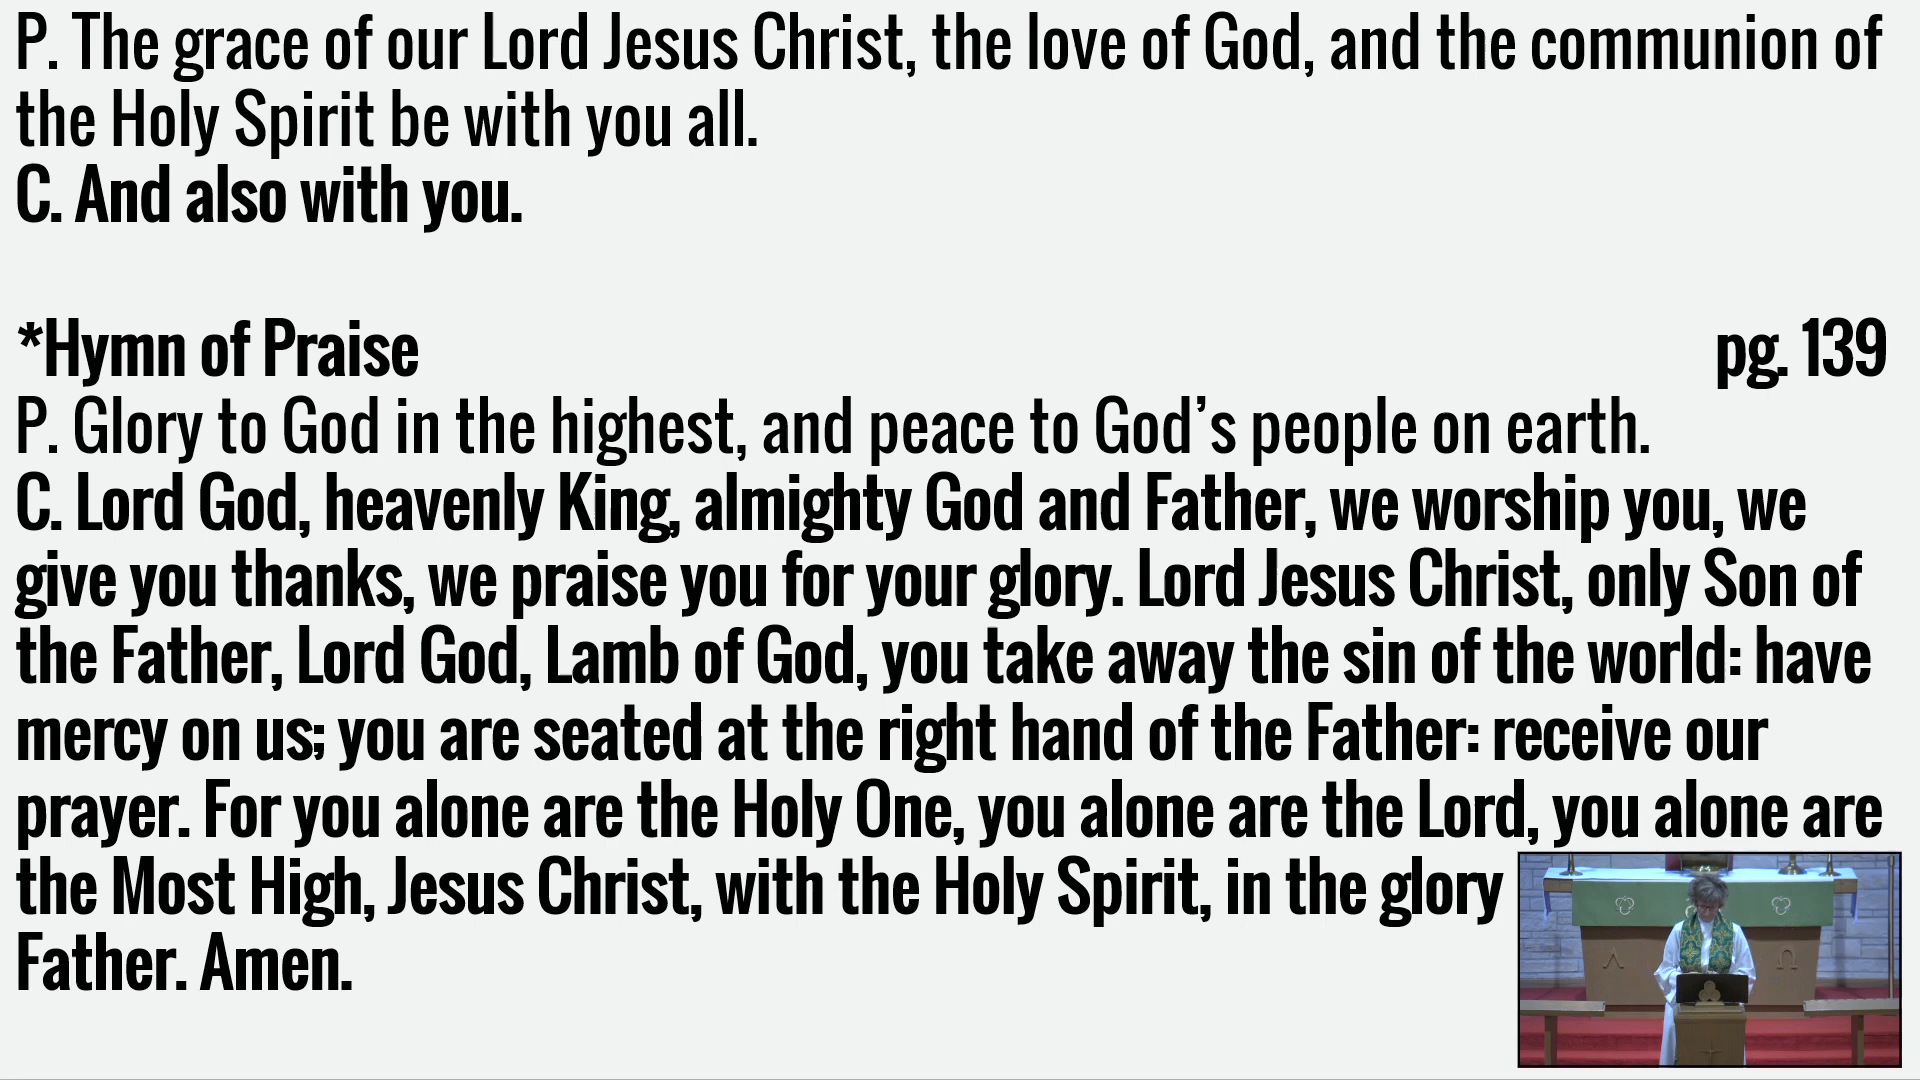 P. The grace of our Lord Jesus Christ, the love of God, and the communion of
the Holy Spirit be with you all.
C. And also with you.
*Hymn of Praise pg. 139
P. Glory to God in the highest, and peace to God’s people on earth.
C. Lord God, heavenly King, almighty God and Father, we worship you, we
give you thanks, we praise you for your glory. Lord Jesus Christ, only Son of
the Father, Lord God, Lamb of God, you take away the sin of the world: have
mercy on us; you are seated at the right hand of the Father: receive our
prayer. For you alone are the Holy One, you alone are the Lord, you alone are
the Most High, Jesus Christ, with the Holy Spirit, in the glory
Father. Amen.
Α Ω